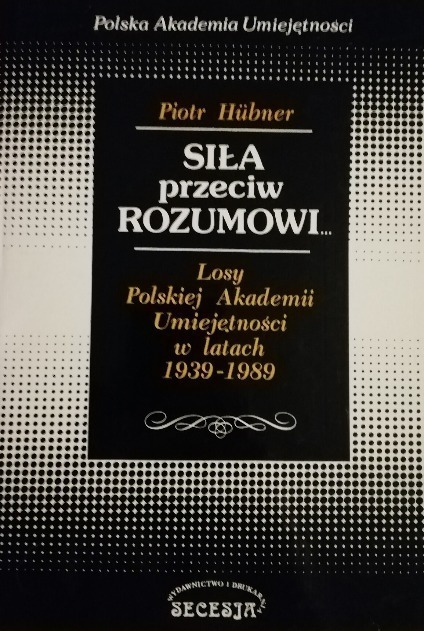 Polska Akademia Umiejętności
Piotr Hübner
SIŁA
przeciw
ROZUMOWI...
Losy
Polskiej Akademii
Umiejętności
w latach
1939-1989
WYDAWNICTWO I DRUKARNIA
SECESJA